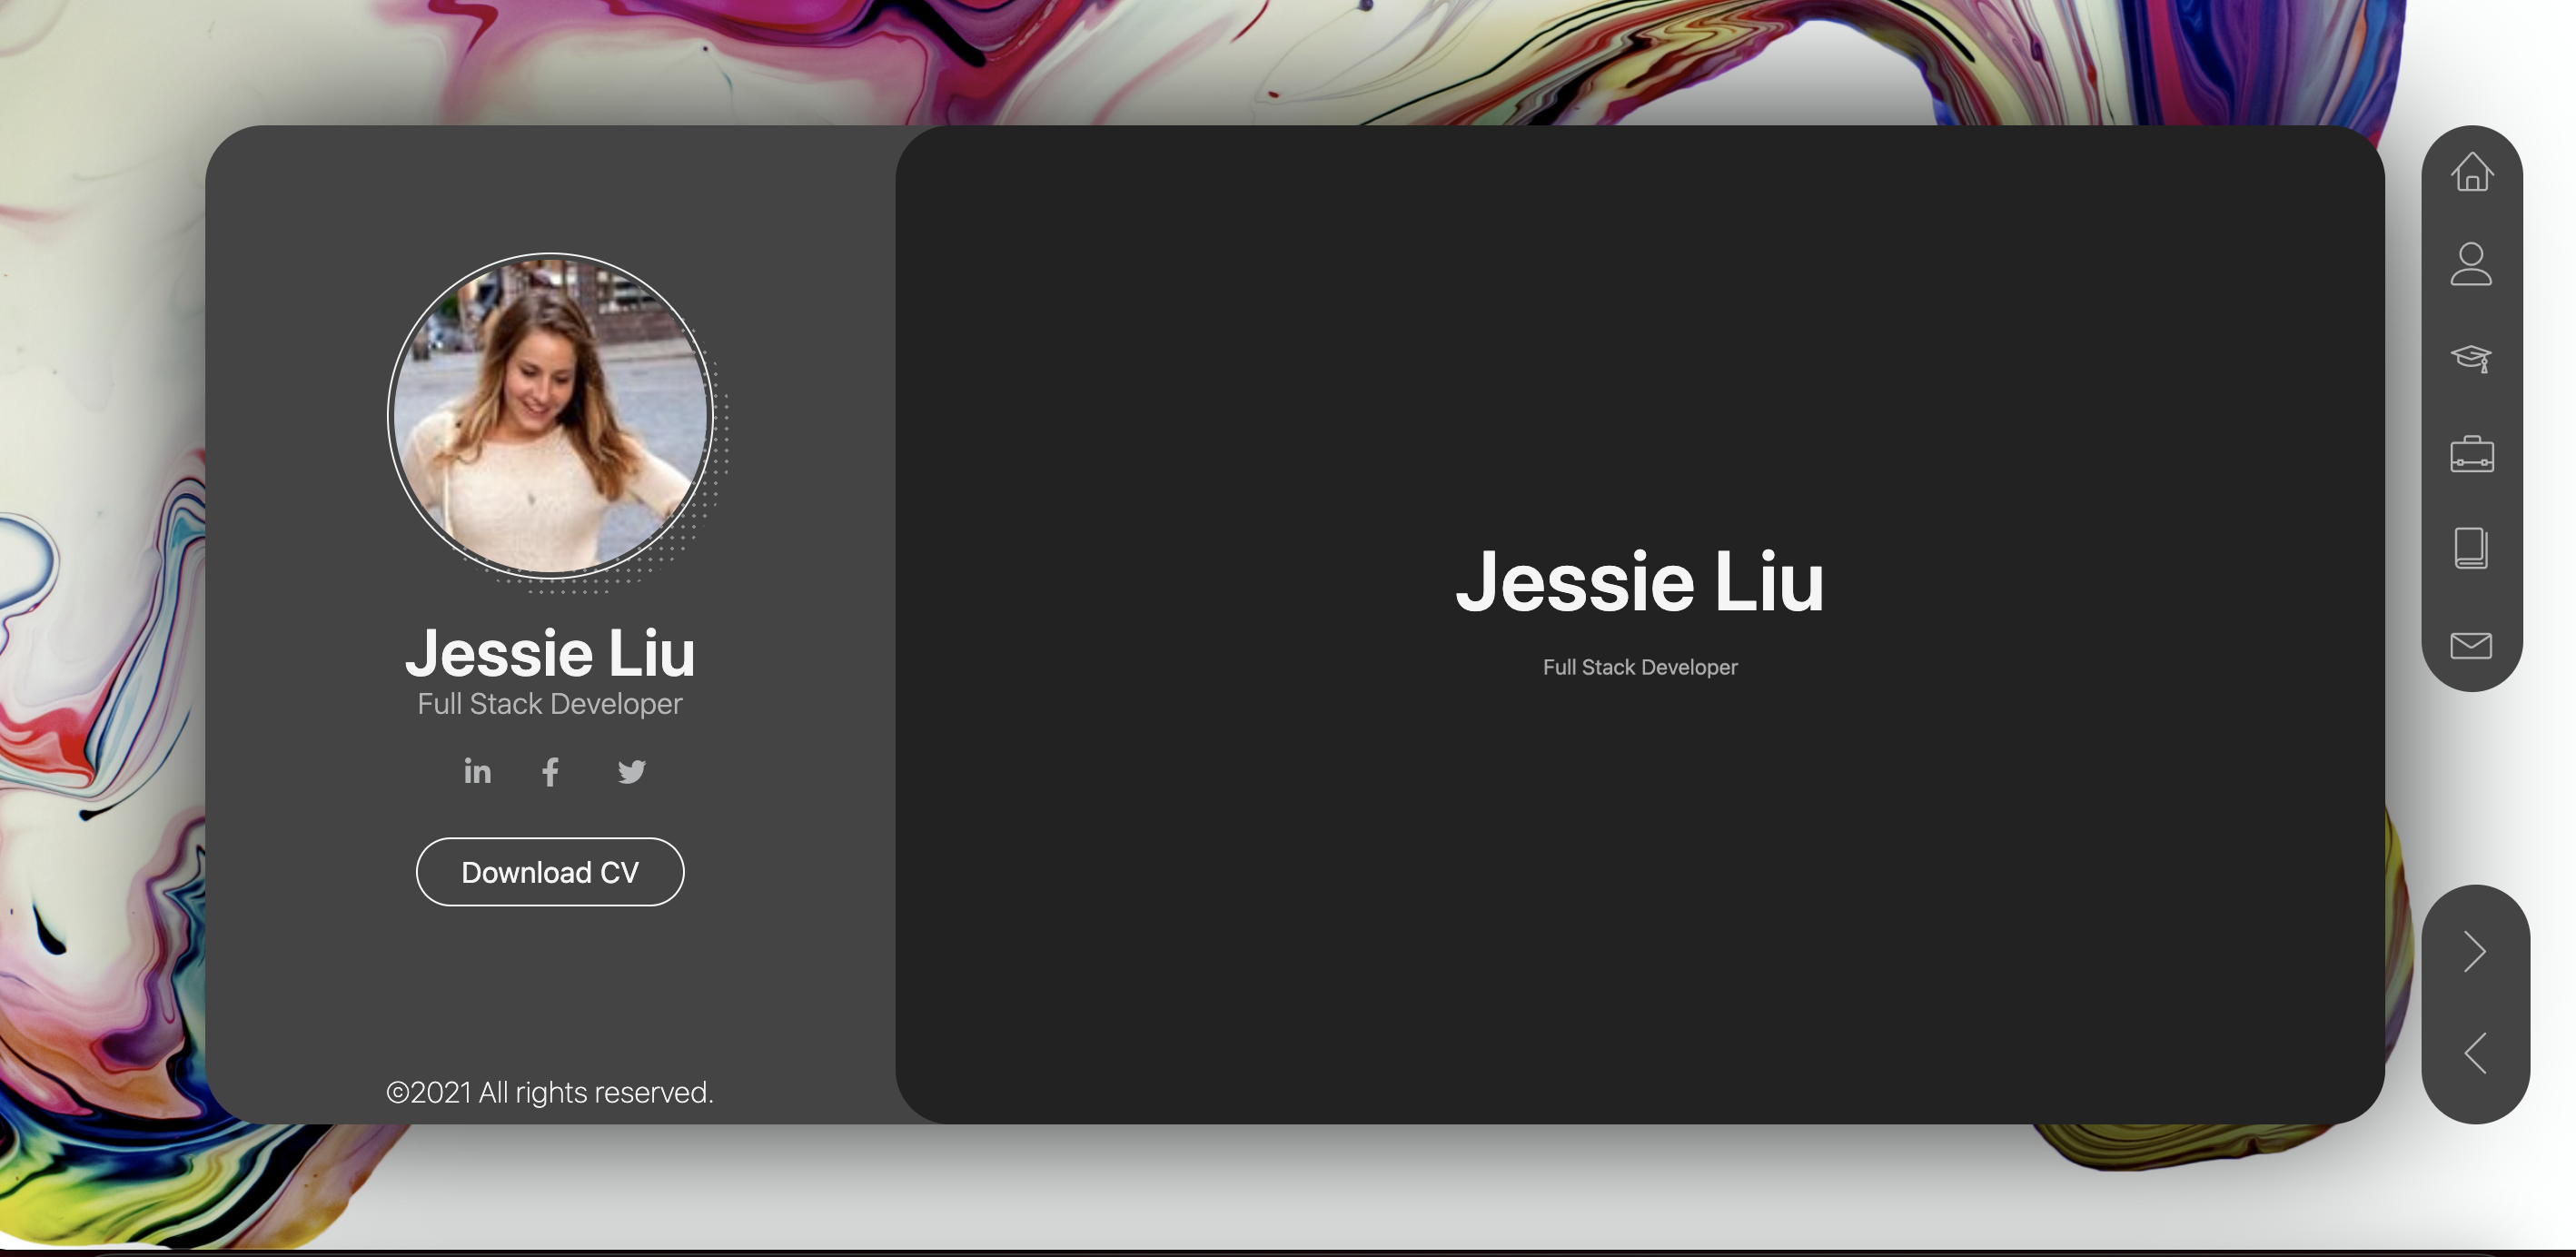 Jessie Liu
Full Stack Developer
in
f
Download CV
©2021 All rights reserved.
Jessie Liu
Full Stack Developer